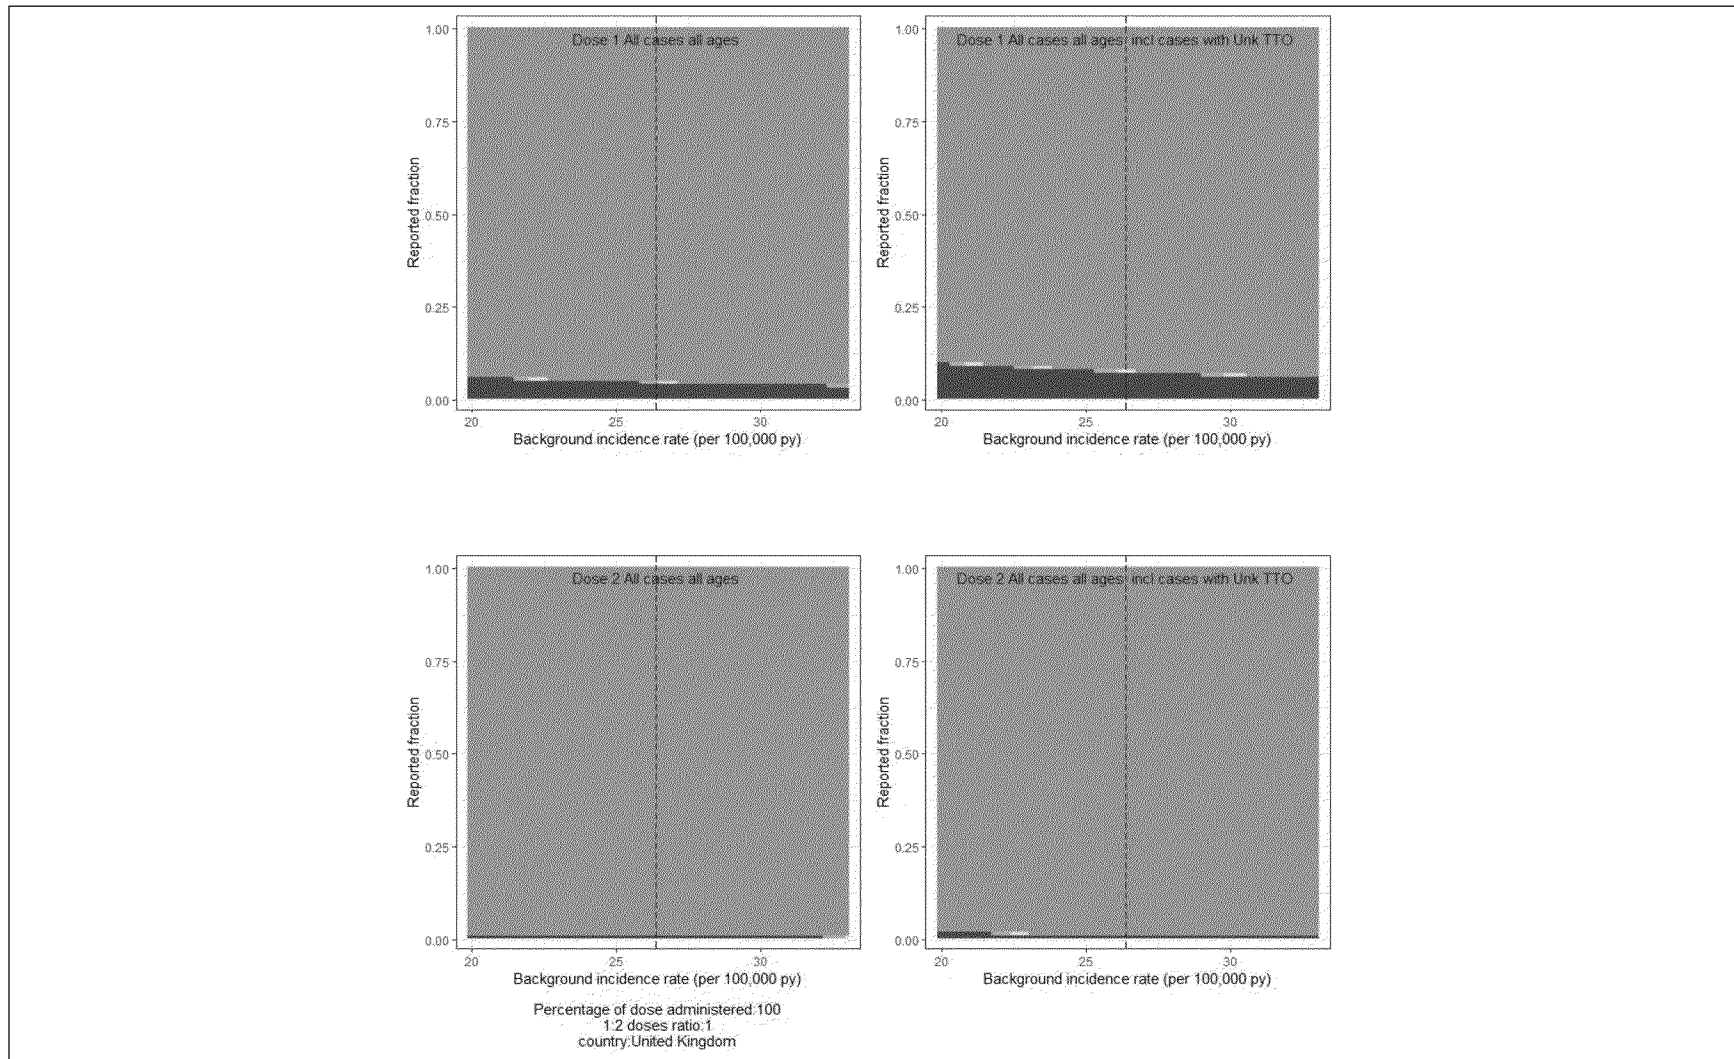 Dose 1 All cases all ages
1.00
0.75
0.50
0.25
0.00
Reported fraction
20 25 30
Background incidence rate (per 100,000 py)
Dose 1 All cases all ages incl cases with Unk TTO
1.00
0.75
0.50
0.25
0.00
Reported fraction
20 25 30
Background incidence rate (per 100,000 py)
Dose 2 All cases all ages
1.00
0.75
0.50
0.25
0.00
Reported fraction
20 25 30
Background incidence rate (per 100,000 py)
Dose 2 All cases all ages incl cases with Unk TTO
1.00
0.75
0.50
0.25
0.00
Reported fraction
20 25 30
Background incidence rate (per 100,000 py)
Percentage of dose administered:100
1:2 doses ratio:1
country:United Kingdom